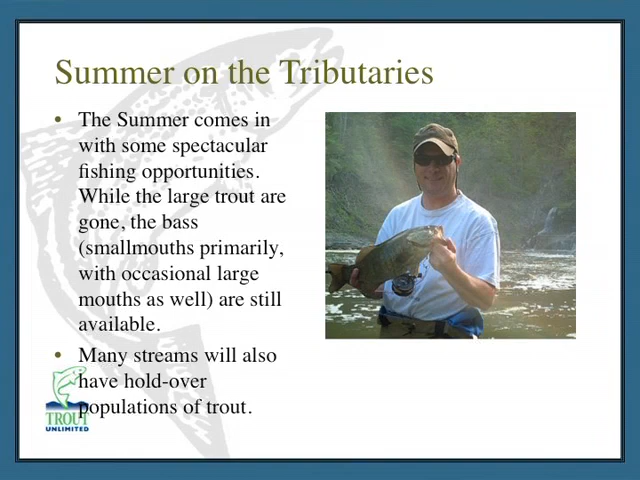 Summer on the Tributaries
• The Summer comes in
with some spectacular
fishing opportunities.
While the large trout are
gone, the bass
(smallmouths primarily,
with occasional large
mouths as well) are still
available.
• Many streams will also
have hold-over
populations of trout.
TROUT
UNLIMITED